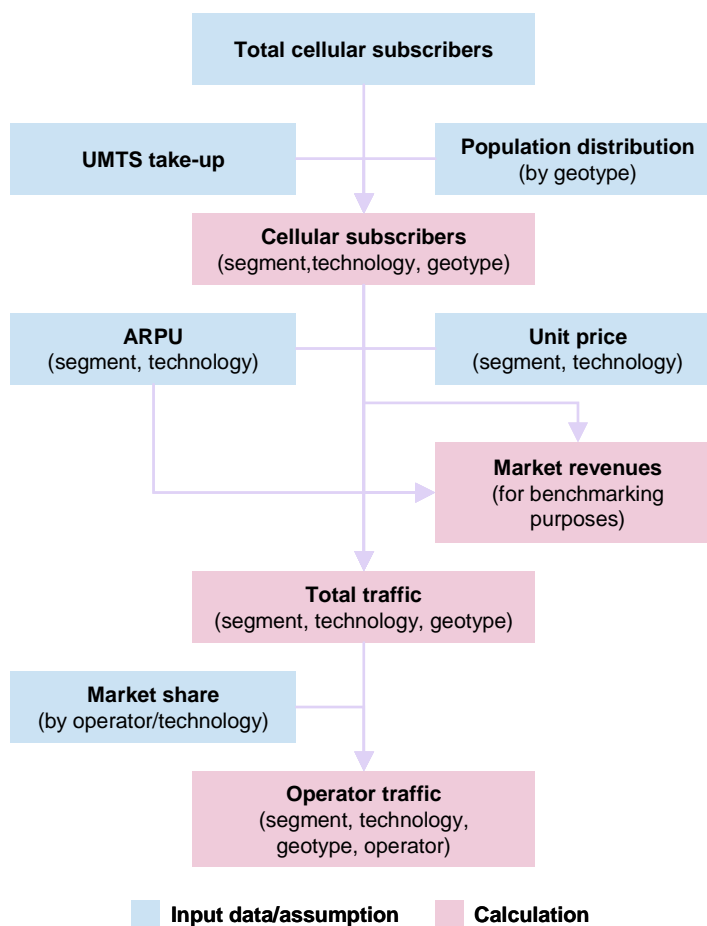 Total cellular subscribers
UMTS take-up
Population distribution
(by geotype)
Cellular subscribers
(segment,technology, geotype)
ARPU
(segment, technology)
Unit price
(segment, technology)
Market revenues
(for benchmarking
purposes)
Total traffic
(segment, technology, geotype)
Market share
(by operator/technology)
Operator traffic
(segment, technology,
geotype, operator)
Input data/assumption
Calculation